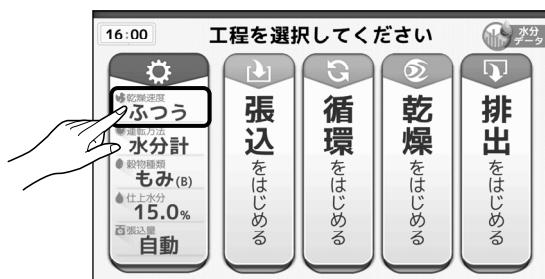 16:00
工程を選択してください
水分
データ
乾燥速度
ふつう
運転方法
水分計
穀物種類
もみ(B)
仕上水分
15.0%
張込量
自動
張込をはじめる
循環をはじめる
乾燥をはじめる
排出をはじめる